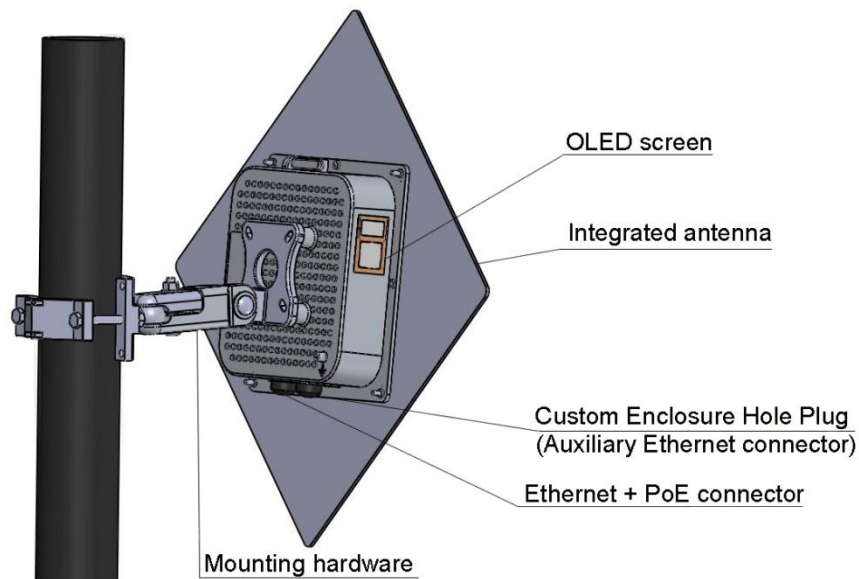 OLED screen
Integrated antenna
Custom Enclosure Hole Plug
(Auxiliary Ethernet connector)
Ethernet + PoE connector
Mounting hardware